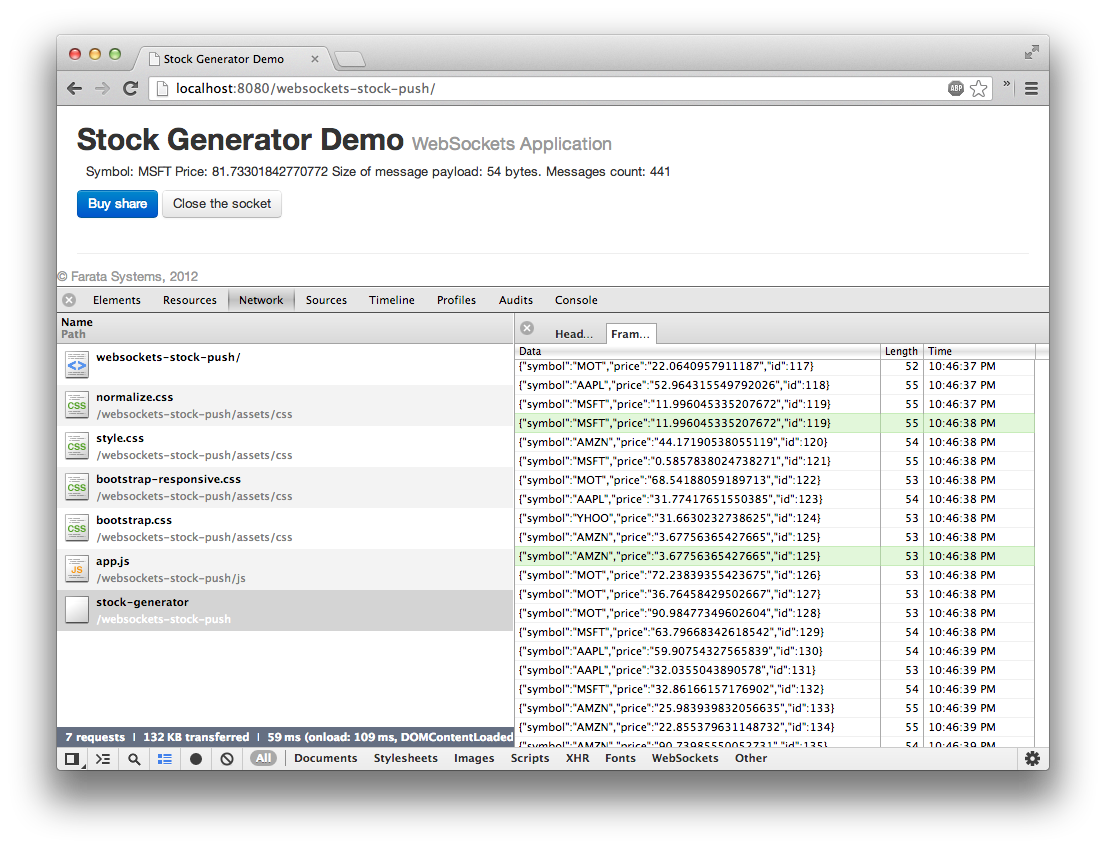 Stock Generator Demo
localhost:8080/websockets-stock-push/
ABP
Stock Generator Demo WebSockets Application
Symbol: MSFT Price: 81.73301842770772 Size of message payload: 54 bytes. Messages count: 441
Buy share Close the socket
© Farata Systems, 2012
Elements Resources Network Sources Timeline Profiles Audits Console
Name
Path
websockets-stock-push/
normalize.css
/websockets-stock-push/assets/css
style.css
/websockets-stock-push/assets/css
bootstrap-responsive.css
/websockets-stock-push/assets/css
bootstrap.css
/websockets-stock-push/assets/css
app.js
/websockets-stock-push/js
stock-generator
/websockets-stock-push
7 requests | 132 KB transferred | 59 ms (onload: 109 ms, DOMContentLoaded
Head... Fram...
Data Length Time
{"symbol":"MOT","price":"22.0640957911187","id":117} 52 10:46:37 PM
{"symbol":"AAPL","price":"52.964315549792026","id":118} 55 10:46:37 PM
{"symbol":"MSFT","price":"11.996045335207672","id":119} 55 10:46:37 PM
{"symbol":"MSFT","price":"11.996045335207672","id":119} 55 10:46:38 PM
{"symbol":"AMZN","price":"44.17190538055119","id":120} 54 10:46:38 PM
{"symbol":"MSFT","price":"0.5857838024738271","id":121} 55 10:46:38 PM
{"symbol":"MOT","price":"68.54188059189713","id":122} 53 10:46:38 PM
{"symbol":"AAPL","price":"31.77417651550385","id":123} 54 10:46:38 PM
{"symbol":"YHOO","price":"31.6630232738625","id":124} 53 10:46:38 PM
{"symbol":"AMZN","price":"3.67756365427665","id":125} 53 10:46:38 PM
{"symbol":"AMZN","price":"3.67756365427665","id":125} 53 10:46:38 PM
{"symbol":"MOT","price":"72.23839355423675","id":126} 53 10:46:38 PM
{"symbol":"MOT","price":"36.76458429502667","id":127} 53 10:46:38 PM
{"symbol":"MOT","price":"90.98477349602604","id":128} 53 10:46:38 PM
{"symbol":"MSFT","price":"63.79668342618542","id":129} 54 10:46:38 PM
{"symbol":"AAPL","price":"59.90754327565839","id":130} 54 10:46:39 PM
{"symbol":"AAPL","price":"32.0355043890578","id":131} 53 10:46:39 PM
{"symbol":"MSFT","price":"32.86166157176902","id":132} 54 10:46:39 PM
{"symbol":"AMZN","price":"25.983939832056635","id":133} 55 10:46:39 PM
{"symbol":"AMZN","price":"22.855379631148732","id":134} 55 10:46:39 PM
{"symbol":"AMZN","price":"90.73985550052731","id":135} 54 10:46:39 PM
All Documents Stylesheets Images Scripts XHR Fonts WebSockets Other